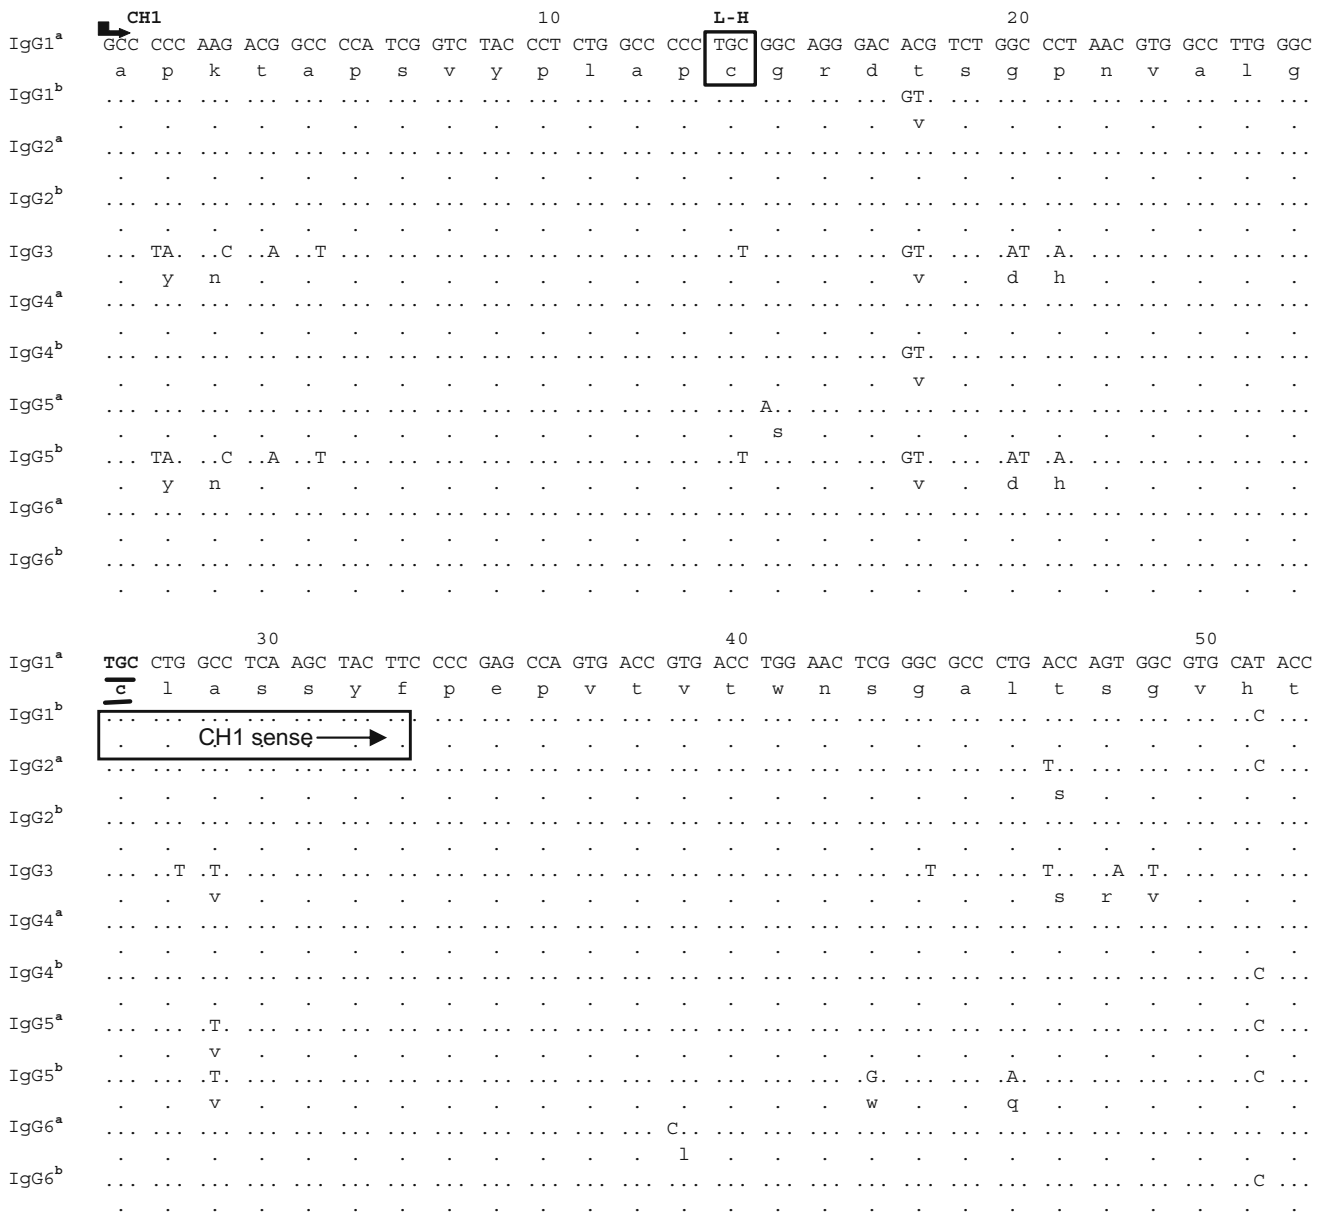 CH1 10 L-H 20
IgG1a GCC CCC AAG ACG GCC CCA TCG GTC TAC CCT CTG GCC CCC TGC GGC AGG GAC ACG TCT GGC CCT AAC GTG GCC TTG GGC
a p k t a p s v y p l a p c g r d t s g p n v a l g
IgG1b ... ... ... ... ... ... ... ... ... ... ... ... ... ... ... ... ... GT. ... ... ... ... ... ... ... ...
. . . . . . . . . . . . . . . . . v . . . . . . . .
IgG2a ... ... ... ... ... ... ... ... ... ... ... ... ... ... ... ... ... ... ... ... ... ... ... ... ... ...
. . . . . . . . . . . . . . . . . . . . . . . . . .
IgG2b ... ... ... ... ... ... ... ... ... ... ... ... ... ... ... ... ... ... ... ... ... ... ... ... ... ...
. . . . . . . . . . . . . . . . . . . . . . . . . .
IgG3 ... TA. ..C ..A ..T ... ... ... ... ... ... ... ... ..T ... ... ... GT. ... .AT .A. ... ... ... ... ...
. y n . . . . . . . . . . . . . . v . d h . . . . .
IgG4a ... ... ... ... ... ... ... ... ... ... ... ... ... ... ... ... ... ... ... ... ... ... ... ... ... ...
. . . . . . . . . . . . . . . . . . . . . . . . . .
IgG4b ... ... ... ... ... ... ... ... ... ... ... ... ... ... ... ... ... GT. ... ... ... ... ... ... ... ...
. . . . . . . . . . . . . . . . . v . . . . . . . .
IgG5a ... ... ... ... ... ... ... ... ... ... ... ... ... ... A.. ... ... ... ... ... ... ... ... ... ... ...
. . . . . . . . . . . . . . s . . . . . . . . . . .
IgG5b ... TA. ..C ..A ..T ... ... ... ... ... ... ... ... ..T ... ... ... GT. ... .AT .A. ... ... ... ... ...
. y n . . . . . . . . . . . . . . v . d h . . . . .
IgG6a ... ... ... ... ... ... ... ... ... ... ... ... ... ... ... ... ... ... ... ... ... ... ... ... ... ...
. . . . . . . . . . . . . . . . . . . . . . . . . .
IgG6b ... ... ... ... ... ... ... ... ... ... ... ... ... ... ... ... ... ... ... ... ... ... ... ... ... ...
. . . . . . . . . . . . . . . . . . . . . . . . . .
30 40 50
IgG1a TGC CTG GCC TCA AGC TAC TTC CCC GAG CCA GTG ACC GTG ACC TGG AAC TCG GGC GCC CTG ACC AGT GGC GTG CAT ACC
c l a s s y f p e p v t v t w n s g a l t s g v h t
IgG1b ... ... ... ... ... ... ... ... ... ... ... ... ... ... ... ... ... ... ... ... ... ... ... ... ..C ...
. . CH1 sense . . . . . . . . . . . . . . . . . . . .
IgG2a ... ... ... ... ... ... ... ... ... ... ... ... ... ... ... ... ... ... ... ... T.. ... ... ... ..C ...
. . . . . . . . . . . . . . . . . . . . s . . . . .
IgG2b ... ... ... ... ... ... ... ... ... ... ... ... ... ... ... ... ... ... ... ... ... ... ... ... ... ...
. . . . . . . . . . . . . . . . . . . . . . . . . .
IgG3 ... ..T .T. ... ... ... ... ... ... ... ... ... ... ... ... ... ... ..T ... ... T.. ..A .T. ... ... ...
. . v . . . . . . . . . . . . . . . . . s r v . . .
IgG4a ... ... ... ... ... ... ... ... ... ... ... ... ... ... ... ... ... ... ... ... ... ... ... ... ... ...
. . . . . . . . . . . . . . . . . . . . . . . . . .
IgG4b ... ... ... ... ... ... ... ... ... ... ... ... ... ... ... ... ... ... ... ... ... ... ... ... ..C ...
. . . . . . . . . . . . . . . . . . . . . . . . . .
IgG5a ... ... .T. ... ... ... ... ... ... ... ... ... ... ... ... ... ... ... ... ... ... ... ... ... ..C ...
. . v . . . . . . . . . . . . . . . . . . . . . . .
IgG5b ... ... .T. ... ... ... ... ... ... ... ... ... ... ... ... ... .G. ... ... .A. ... ... ... ... ..C ...
. . v . . . . . . . . . . . . . w . . q . . . . . .
IgG6a ... ... ... ... ... ... ... ... ... ... ... ... C.. ... ... ... ... ... ... ... ... ... ... ... ... ...
. . . . . . . . . . . . l . . . . . . . . . . . . .
IgG6b ... ... ... ... ... ... ... ... ... ... ... ... ... ... ... ... ... ... ... ... ... ... ... ... ..C ...
. . . . . . . . . . . . . . . . . . . . . . . . . .